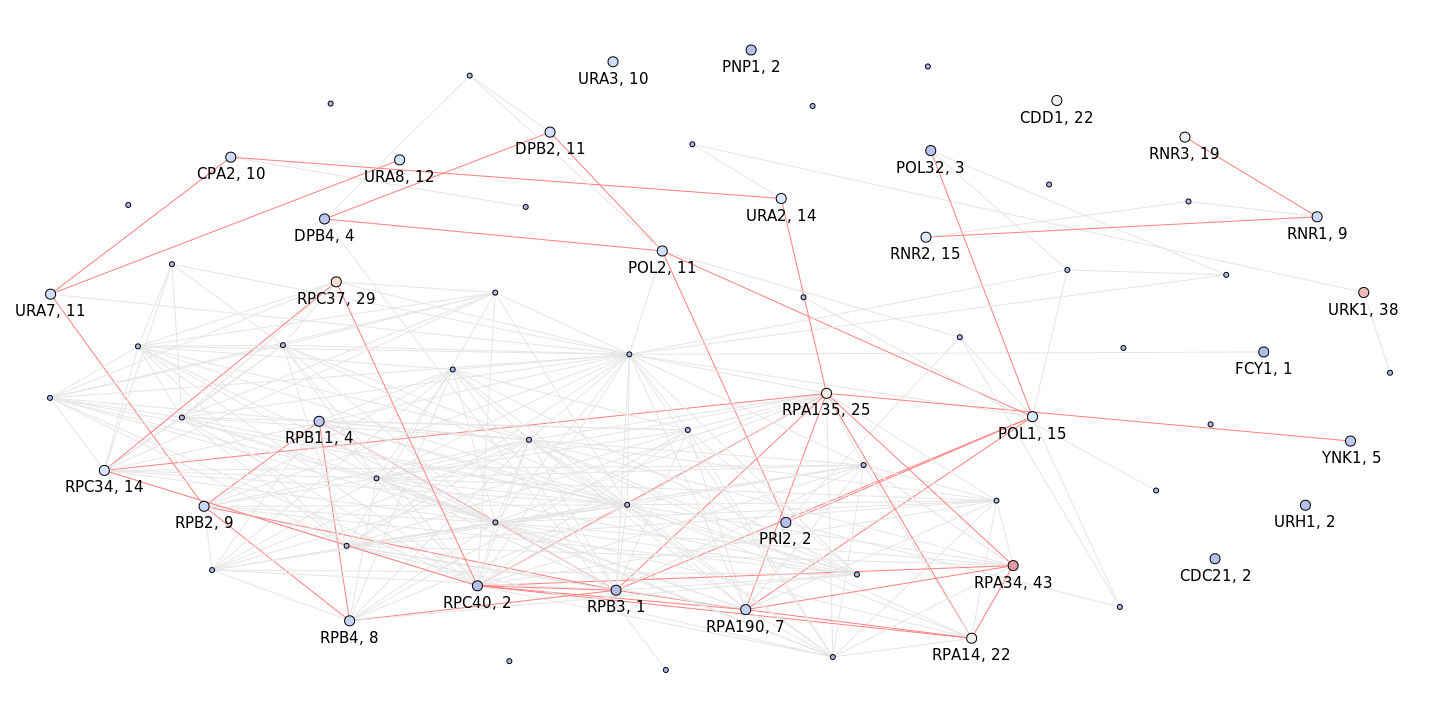 PNP1, 2
URA3, 10
CDD1, 22
DPB2, 11
RNR3, 19
POL32, 3
CPA2, 10
URA8, 12
URA2, 14
DPB4, 4
RNR1, 9
RNR2, 15
POL2, 11
RPC37, 29
URA7, 11
URK1, 38
FCY1, 1
RPA135, 25
RPB11, 4
POL1, 15
YNK1, 5
RPC34, 14
RPB2, 9
URH1, 2
PRI2, 2
CDC21, 2
RPA34, 43
RPC40, 2
RPB3, 1
RPA190, 7
RPB4, 8
RPA14, 22